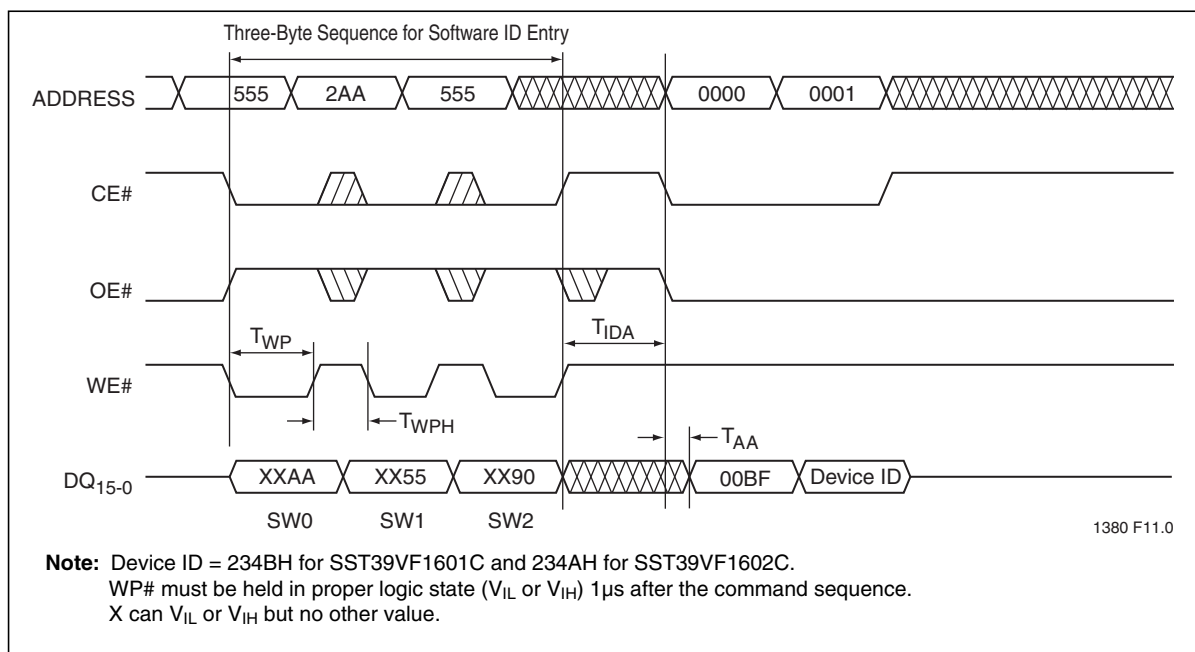 Three-Byte Sequence for Software ID Entry
ADDRESS 555 2AA 555 0000 0001
CE#
OE#
TWP TIDA
WE#
TWPH
TAA
DQ15-0 XXAA XX55 XX90 00BF Device ID
SW0 SW1 SW2
1380 F11.0
Note: Device ID = 234BH for SST39VF1601C and 234AH for SST39VF1602C.
WP# must be held in proper logic state (VIL or VIH) 1µs after the command sequence.
X can VIL or VIH but no other value.